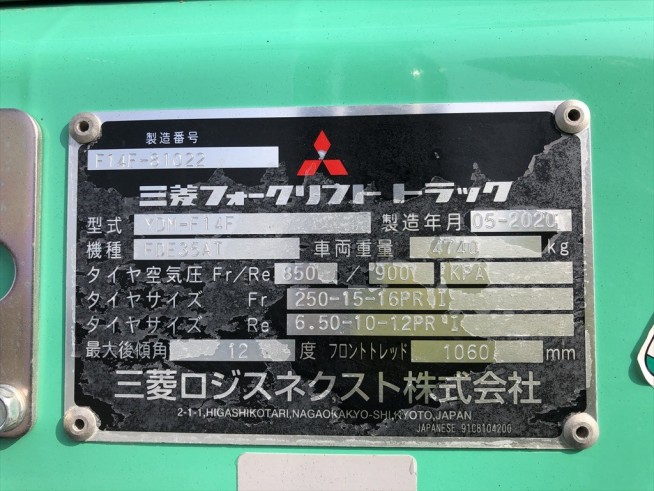 製造番号
F14F-81022
三菱フォークリフト トラック
型式 YDN-F14F 製造年月 05-2020
機種 FDE35AT 車両重量 4740 kg
タイヤ空気圧 Fr/Re 850 / 900 KPA
タイヤサイズ Fr 250-15-16PR I
タイヤサイズ Re 6.50-10-12PR I
最大後傾角 12 度 フロントトレッド 1060 mm
三菱ロジスネクスト株式会社
2-1-1,HIGASHIKOTARI,NAGAOKAKYO-SHI,KYOTO,JAPAN
JAPANESE 91C8104200